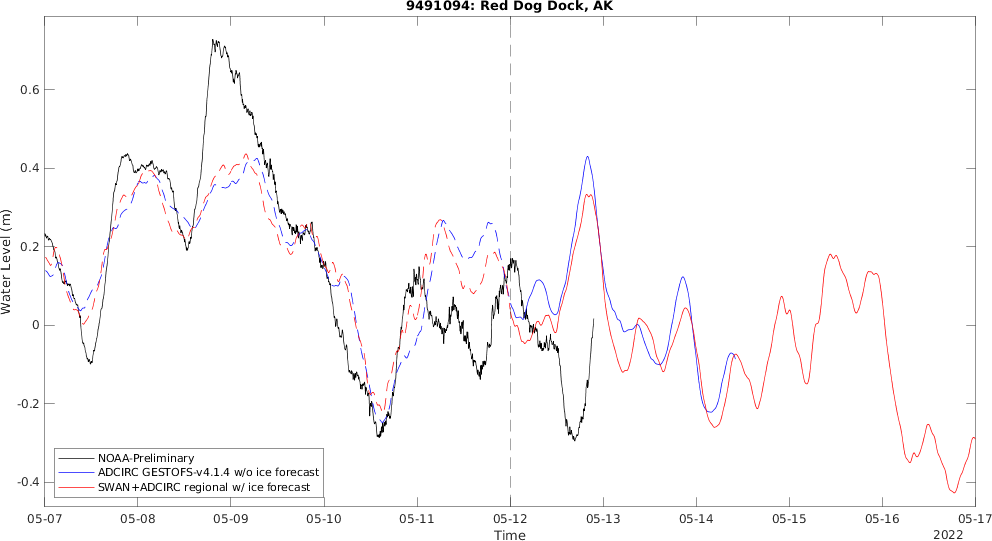 9491094: Red Dog Dock, AK
Water Level (m)
0.6
0.4
0.2
0
-0.2
-0.4
NOAA-Preliminary
ADCIRC GESTOFS-v4.1.4 w/o ice forecast
SWAN+ADCIRC regional w/ ice forecast
05-07 05-08 05-09 05-10 05-11 05-12 05-13 05-14 05-15 05-16 05-17
Time
2022